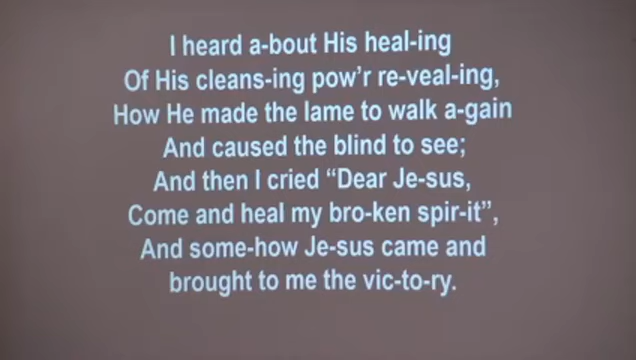 I heard a-bout His heal-ing
Of His cleans-ing pow'r re-veal-ing,
How He made the lame to walk a-gain
And caused the blind to see;
And then I cried “Dear Je-sus,
Come and heal my bro-ken spir-it”,
And some-how Je-sus came and
brought to me the vic-to-ry.